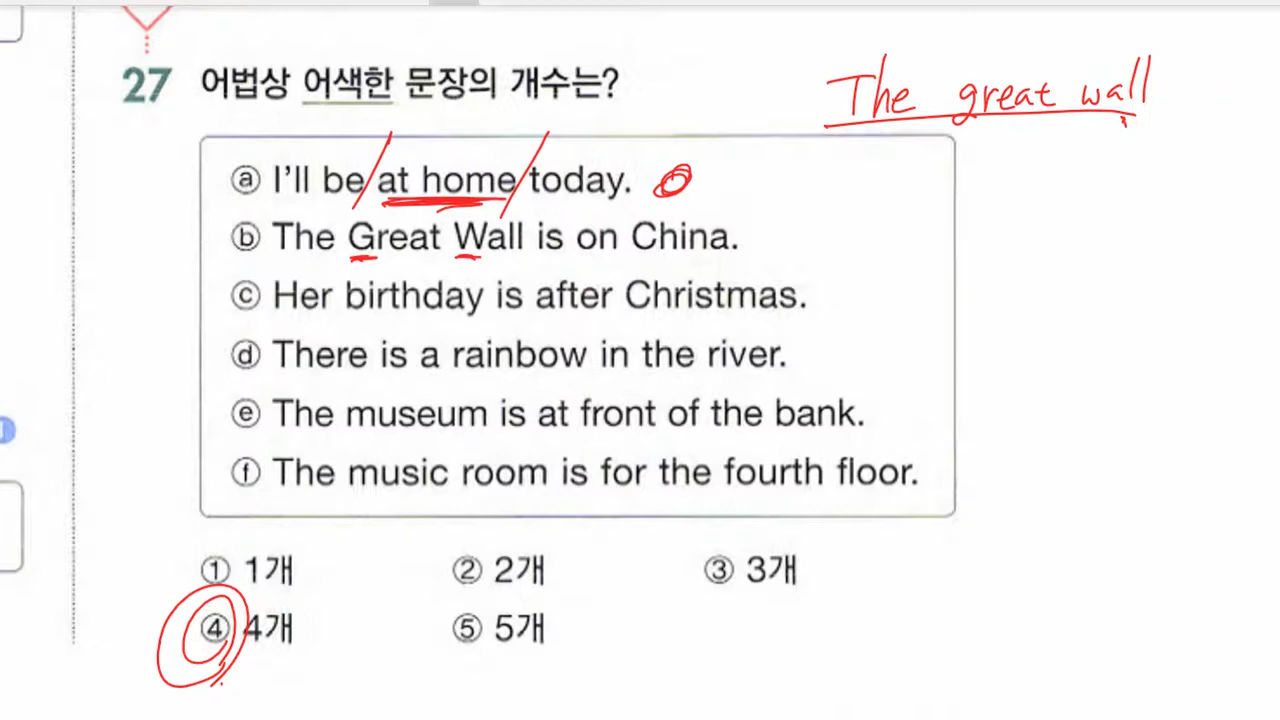 27 어법상 어색한 문장의 개수는?
The great wall
ⓐ I'll be at home today.
ⓑ The Great Wall is on China.
ⓒ Her birthday is after Christmas.
ⓓ There is a rainbow in the river.
ⓔ The museum is at front of the bank.
ⓕ The music room is for the fourth floor.
① 1개 ② 2개 ③ 3개
④ 4개 ⑤ 5개